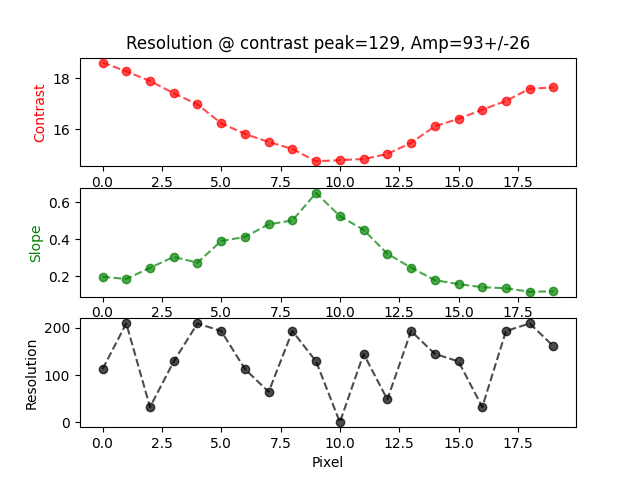 Resolution @ contrast peak=129, Amp=93+/-26
18
16
Contrast
0.0 2.5 5.0 7.5 10.0 12.5 15.0 17.5
0.6
0.4
0.2
Slope
0.0 2.5 5.0 7.5 10.0 12.5 15.0 17.5
200
100
0
Resolution
0.0 2.5 5.0 7.5 10.0 12.5 15.0 17.5
Pixel